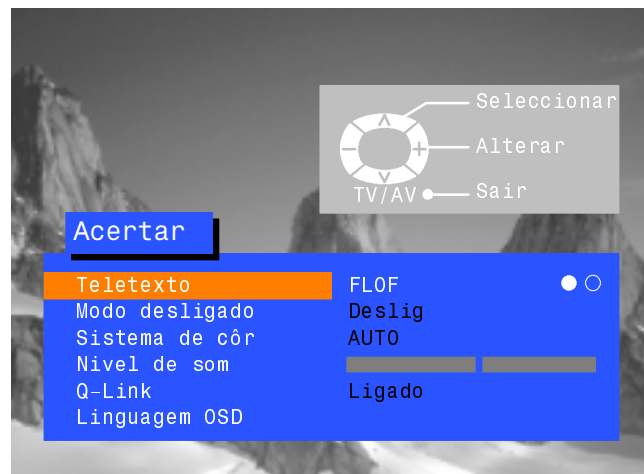 Seleccionar
Alterar
TV/AV Sair
Acertar
Teletexto FLOF
Modo desligado Deslig
Sistema de côr AUTO
Nivel de som
Q-Link Ligado
Linguagem OSD